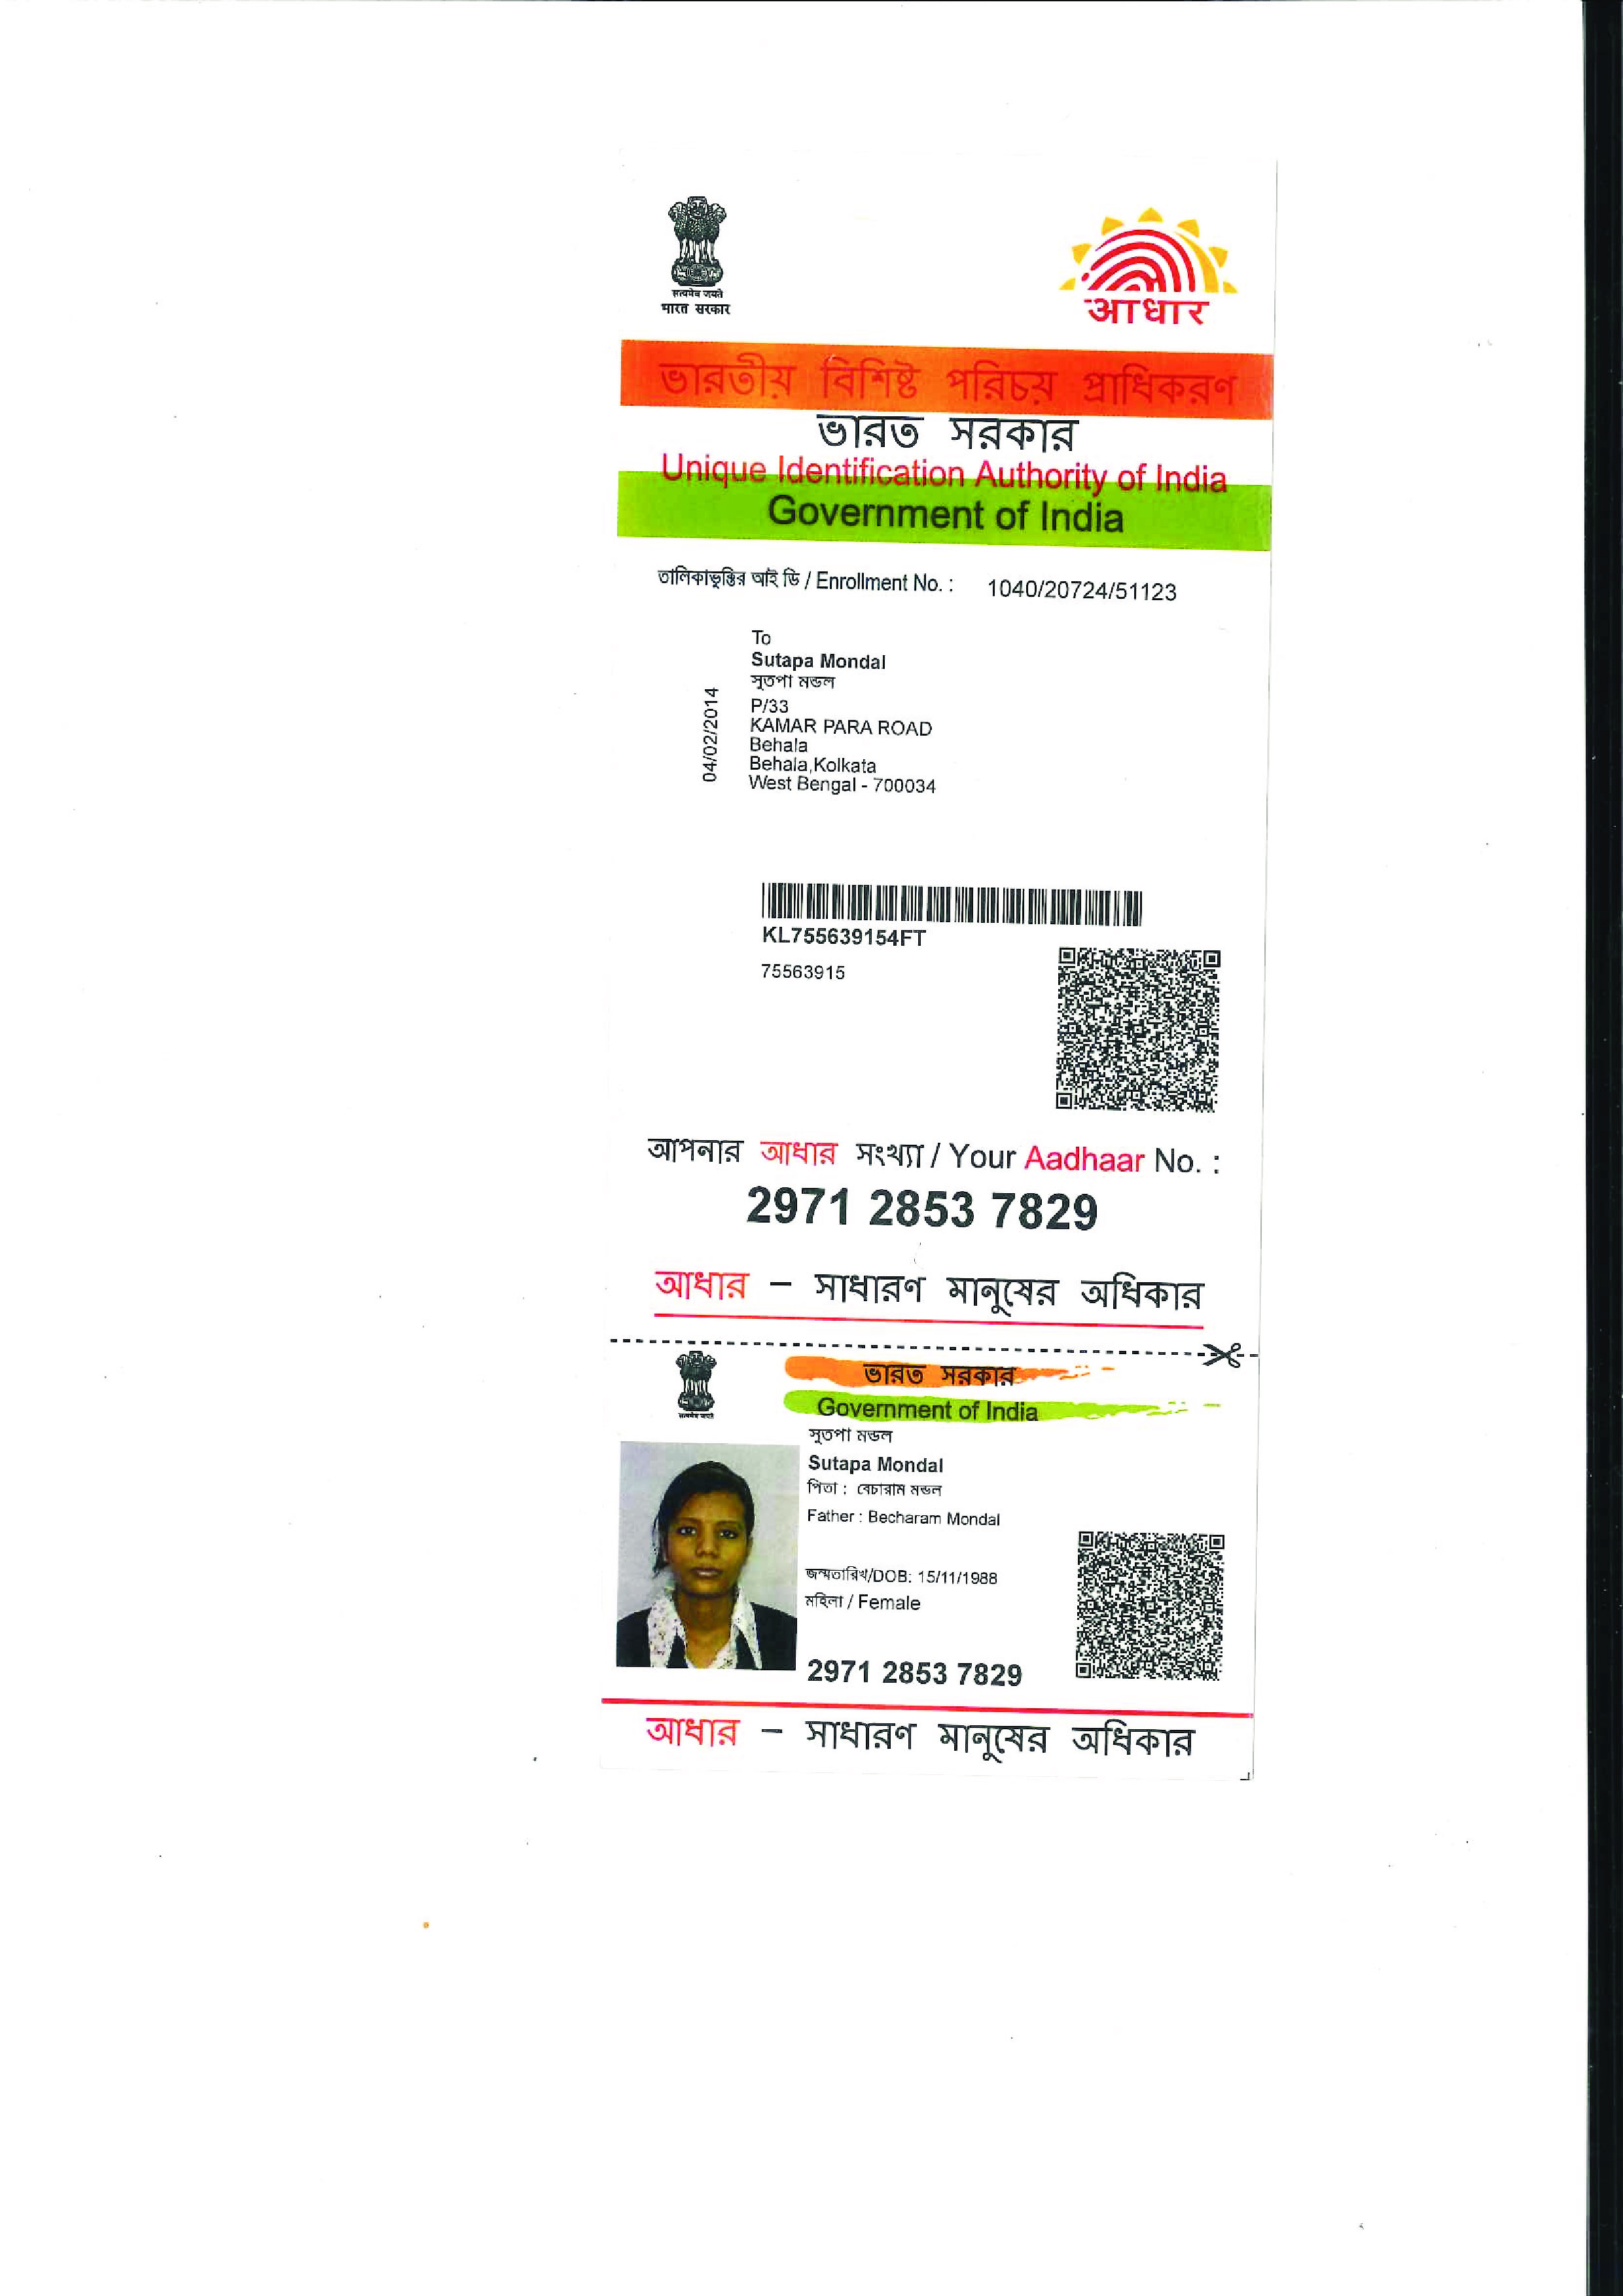 सत्यमेव जयते
भारत सरकार
आधार
ভারতীয় বিশিষ্ট পরিচয় প্রাধিকরণ
ভারত সরকার
Unique Identification Authority of India
Government of India
তালিকাভুক্তির আই ডি / Enrollment No. : 1040/20724/51123
04/02/2014
To
Sutapa Mondal
সুতপা মন্ডল
P/33
KAMAR PARA ROAD
Behala
Behala,Kolkata
West Bengal - 700034
KL755639154FT
75563915
আপনার আধার সংখ্যা / Your Aadhaar No. :
2971 2853 7829
আধার – সাধারণ মানুষের অধিকার
सत्यमेव जयते
ভারত সরকার
Government of India
সুতপা মন্ডল
Sutapa Mondal
পিতা : বেচারাম মন্ডল
Father : Becharam Mondal
জন্মতারিখ/DOB: 15/11/1988
মহিলা / Female
2971 2853 7829
আধার – সাধারণ মানুষের অধিকার